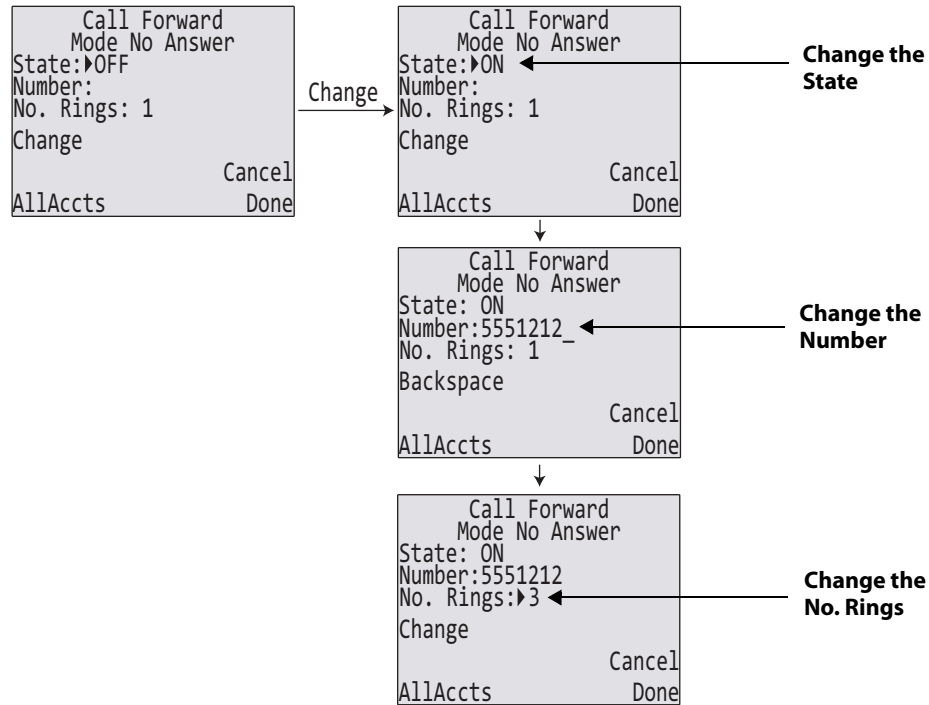 Call Forward
Mode No Answer
State:▶OFF
Number:
No. Rings: 1
Change
Cancel
AllAccts Done
Change
Call Forward
Mode No Answer
State:▶ON
Number:
No. Rings: 1
Change
Cancel
AllAccts Done
Change the
State
Call Forward
Mode No Answer
State: ON
Number:5551212_
No. Rings: 1
Backspace
Cancel
AllAccts Done
Change the
Number
Call Forward
Mode No Answer
State: ON
Number:5551212
No. Rings:▶3
Change
Cancel
AllAccts Done
Change the
No. Rings